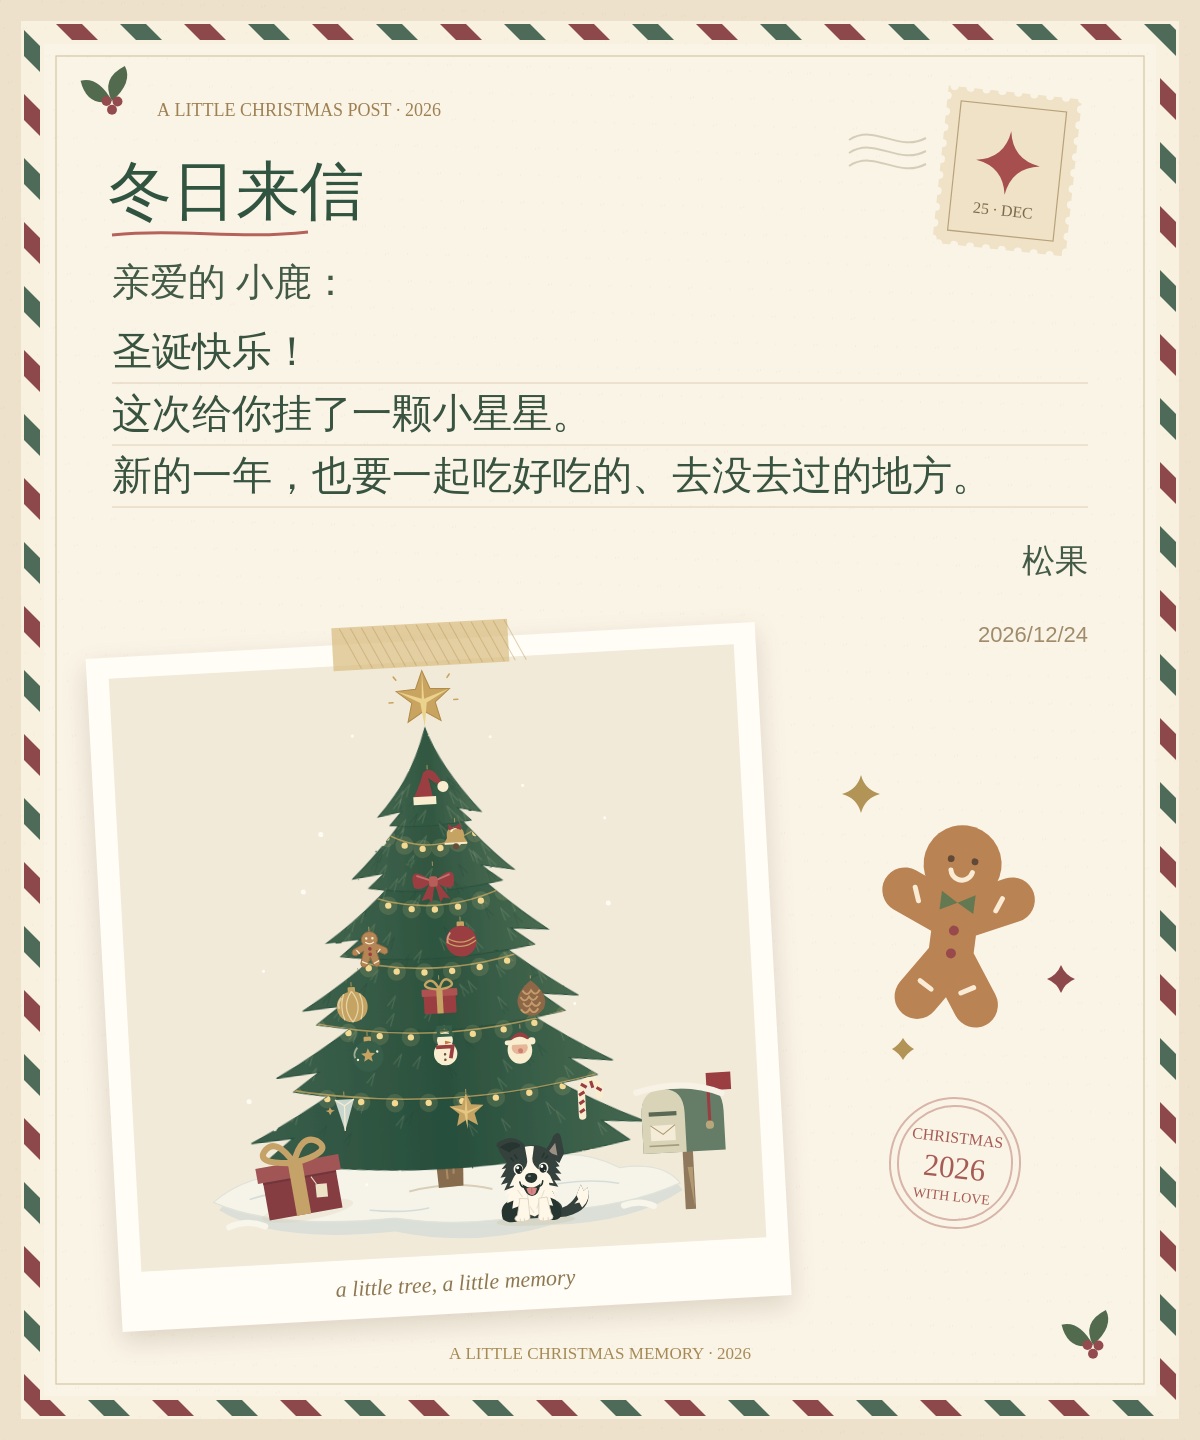 A LITTLE CHRISTMAS POST · 2026
25 · DEC
冬日来信
亲爱的 小鹿：
圣诞快乐！
这次给你挂了一颗小星星。
新的一年，也要一起吃好吃的、去没去过的地方。
松果
2026/12/24
a little tree, a little memory
CHRISTMAS
2026
WITH LOVE
A LITTLE CHRISTMAS MEMORY · 2026